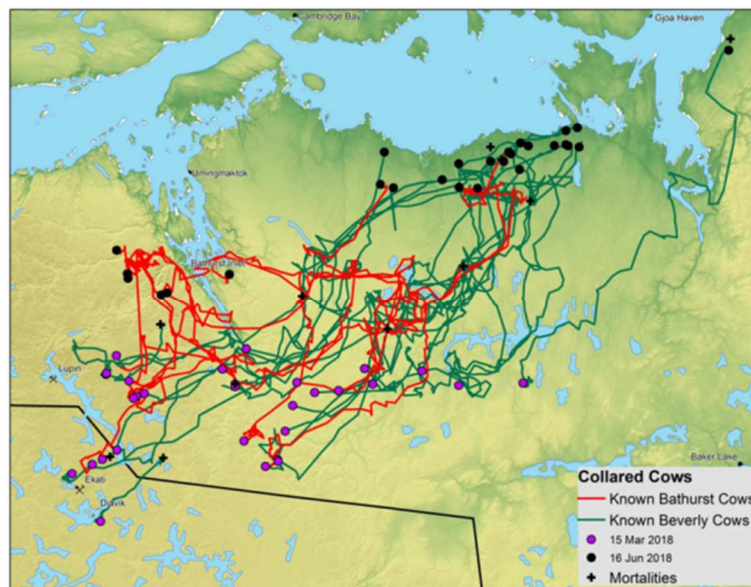 Cambridge Bay
Gjoa Haven
Umingmaktok
Bathurst Inlet
Lupin
Ekati
Diavik
Baker Lake
Collared Cows
Known Bathurst Cows
Known Beverly Cows
15 Mar 2018
16 Jun 2018
Mortalities